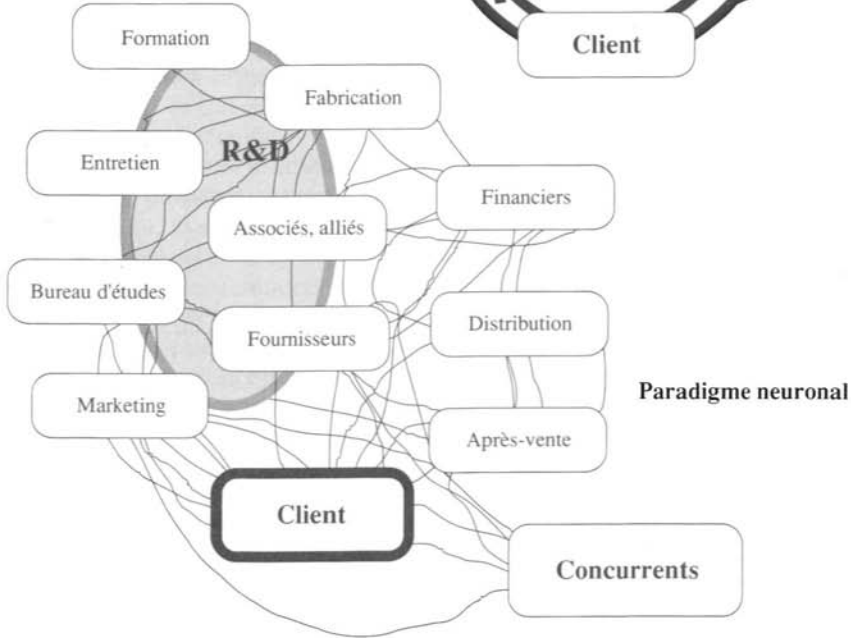 Formation
Client
Fabrication
R&D
Entretien
Financiers
Associés, alliés
Bureau d'études
Distribution
Fournisseurs
Paradigme neuronal
Marketing
Après-vente
Client
Concurrents